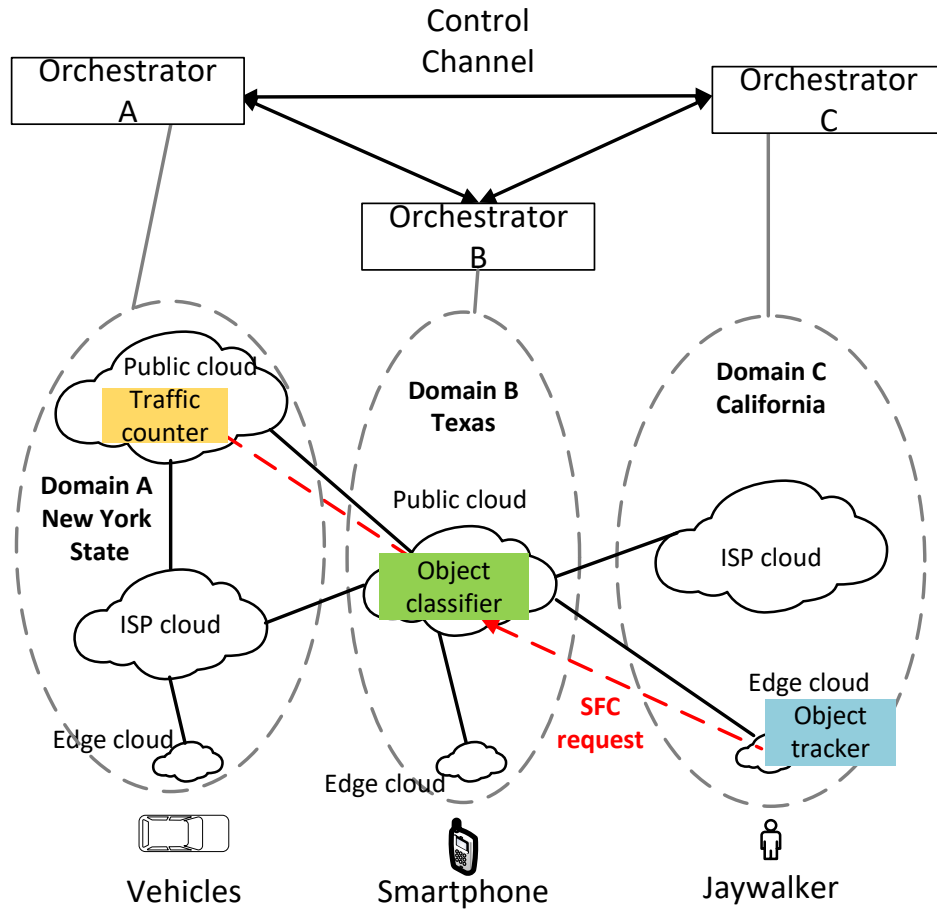 Control
Channel
Orchestrator
A
Orchestrator
C
Orchestrator
B
Public cloud
Traffic
counter
Domain A
New York
State
ISP cloud
Edge cloud
Domain B
Texas
Public cloud
Object
classifier
Edge cloud
Domain C
California
ISP cloud
Edge cloud
Object
tracker
SFC
request
Vehicles
Smartphone
Jaywalker